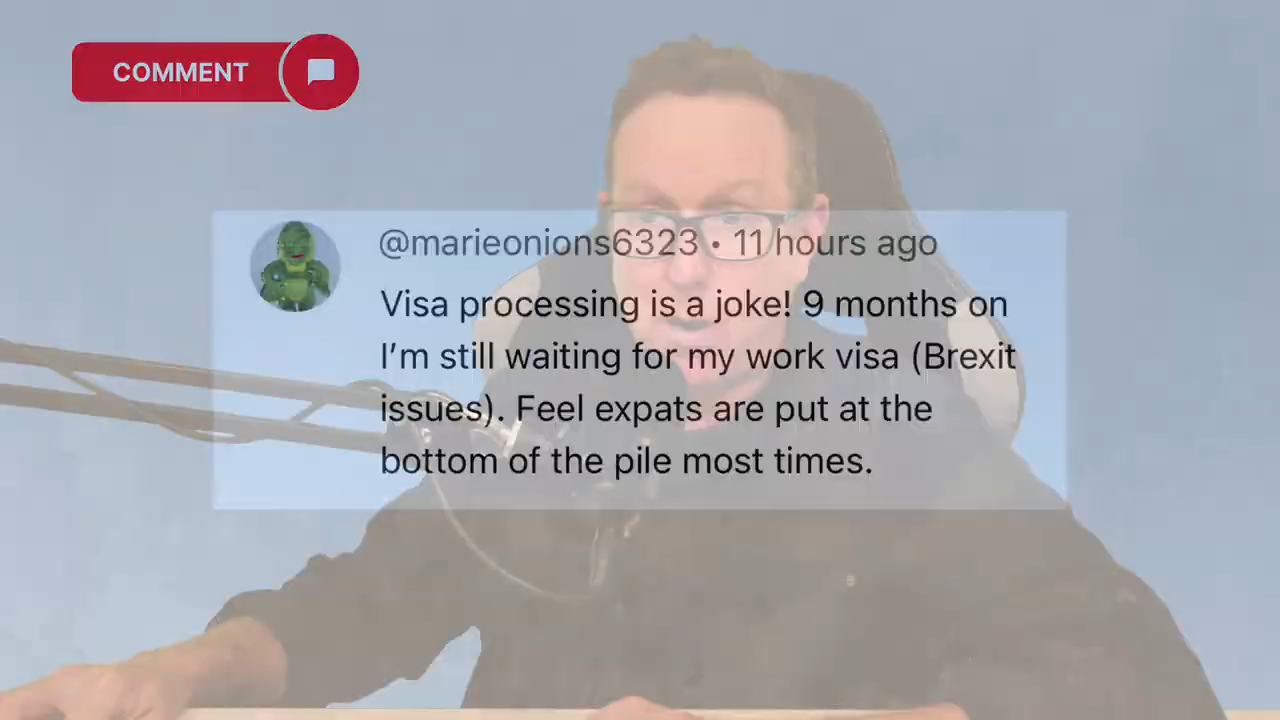 COMMENT
@marieonions6323 • 11 hours ago
Visa processing is a joke! 9 months on
I’m still waiting for my work visa (Brexit
issues). Feel expats are put at the
bottom of the pile most times.